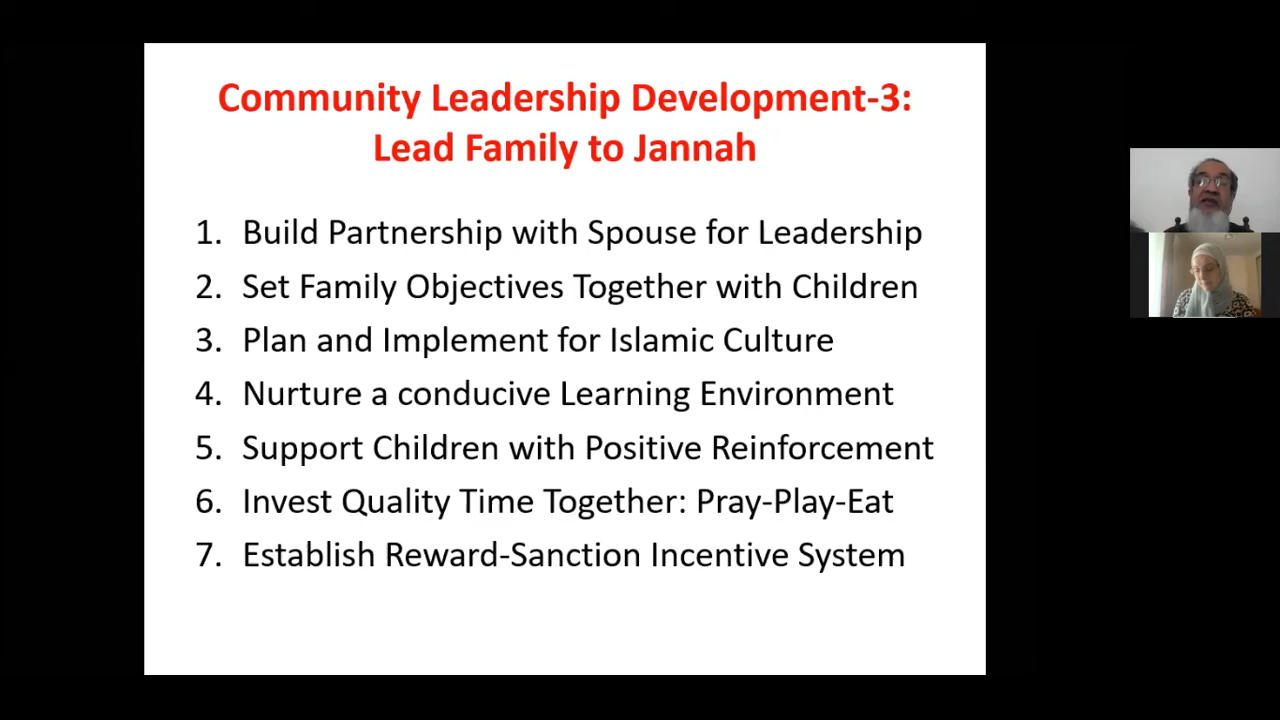 Community Leadership Development-3:
Lead Family to Jannah
1. Build Partnership with Spouse for Leadership
2. Set Family Objectives Together with Children
3. Plan and Implement for Islamic Culture
4. Nurture a conducive Learning Environment
5. Support Children with Positive Reinforcement
6. Invest Quality Time Together: Pray-Play-Eat
7. Establish Reward-Sanction Incentive System